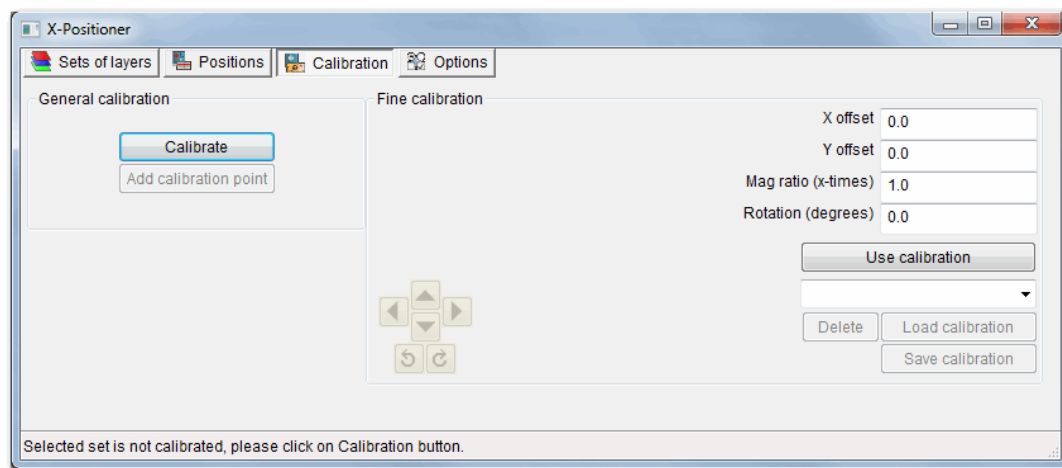 X-Positioner
Sets of layers Positions Calibration Options
General calibration
Calibrate
Add calibration point
Fine calibration
X offset 0.0
Y offset 0.0
Mag ratio (x-times) 1.0
Rotation (degrees) 0.0
Use calibration
Delete Load calibration
Save calibration
Selected set is not calibrated, please click on Calibration button.